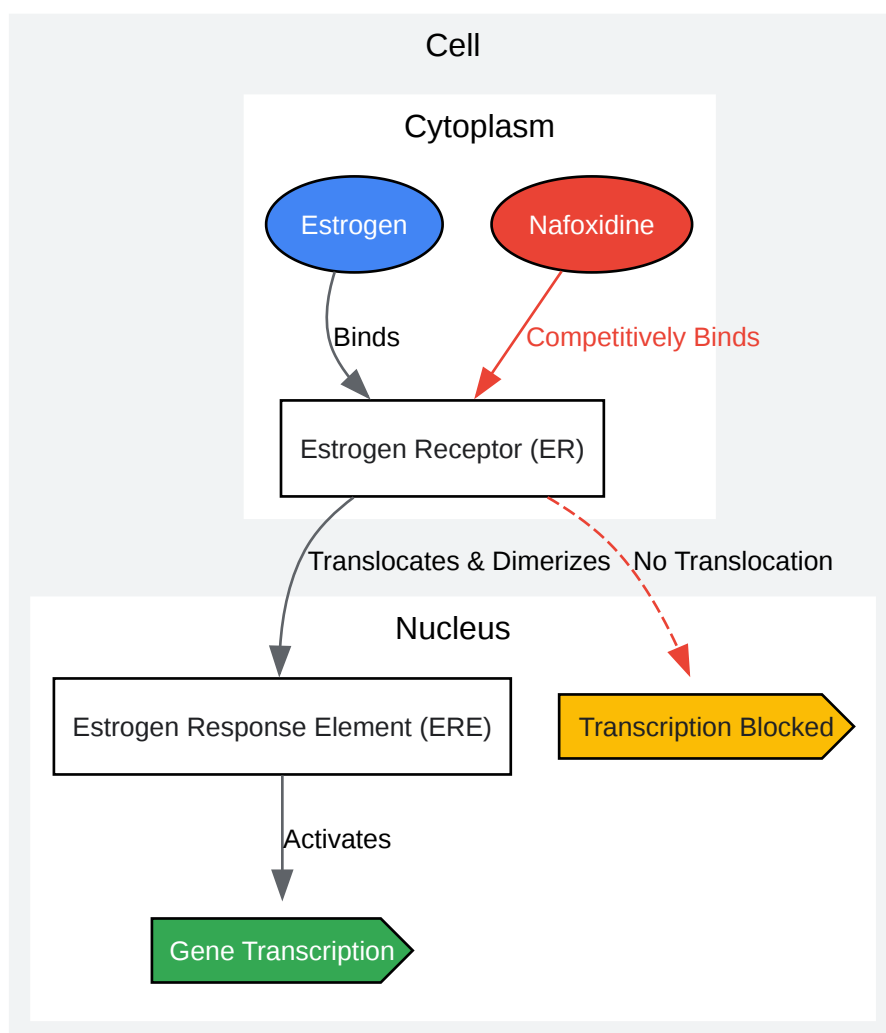 Cell
Cytoplasm
Estrogen
Nafoxidine
Binds
Competitively Binds
Estrogen Receptor (ER)
Translocates & Dimerizes
No Translocation
Nucleus
Estrogen Response Element (ERE)
Transcription Blocked
Activates
Gene Transcription